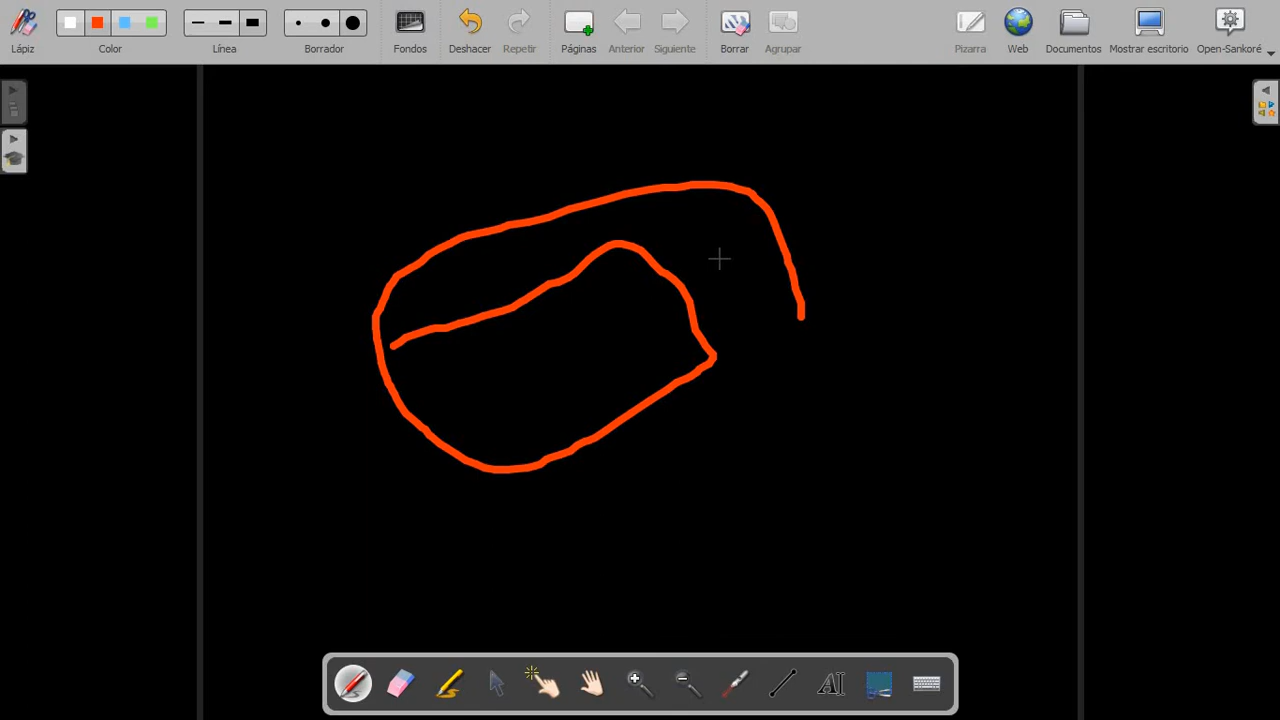 Lápiz Color Línea Borrador Fondos Deshacer Repetir Páginas Anterior Siguiente Borrar Agrupar Pizarra Web Documentos Mostrar escritorio Open-Sankoré
AI